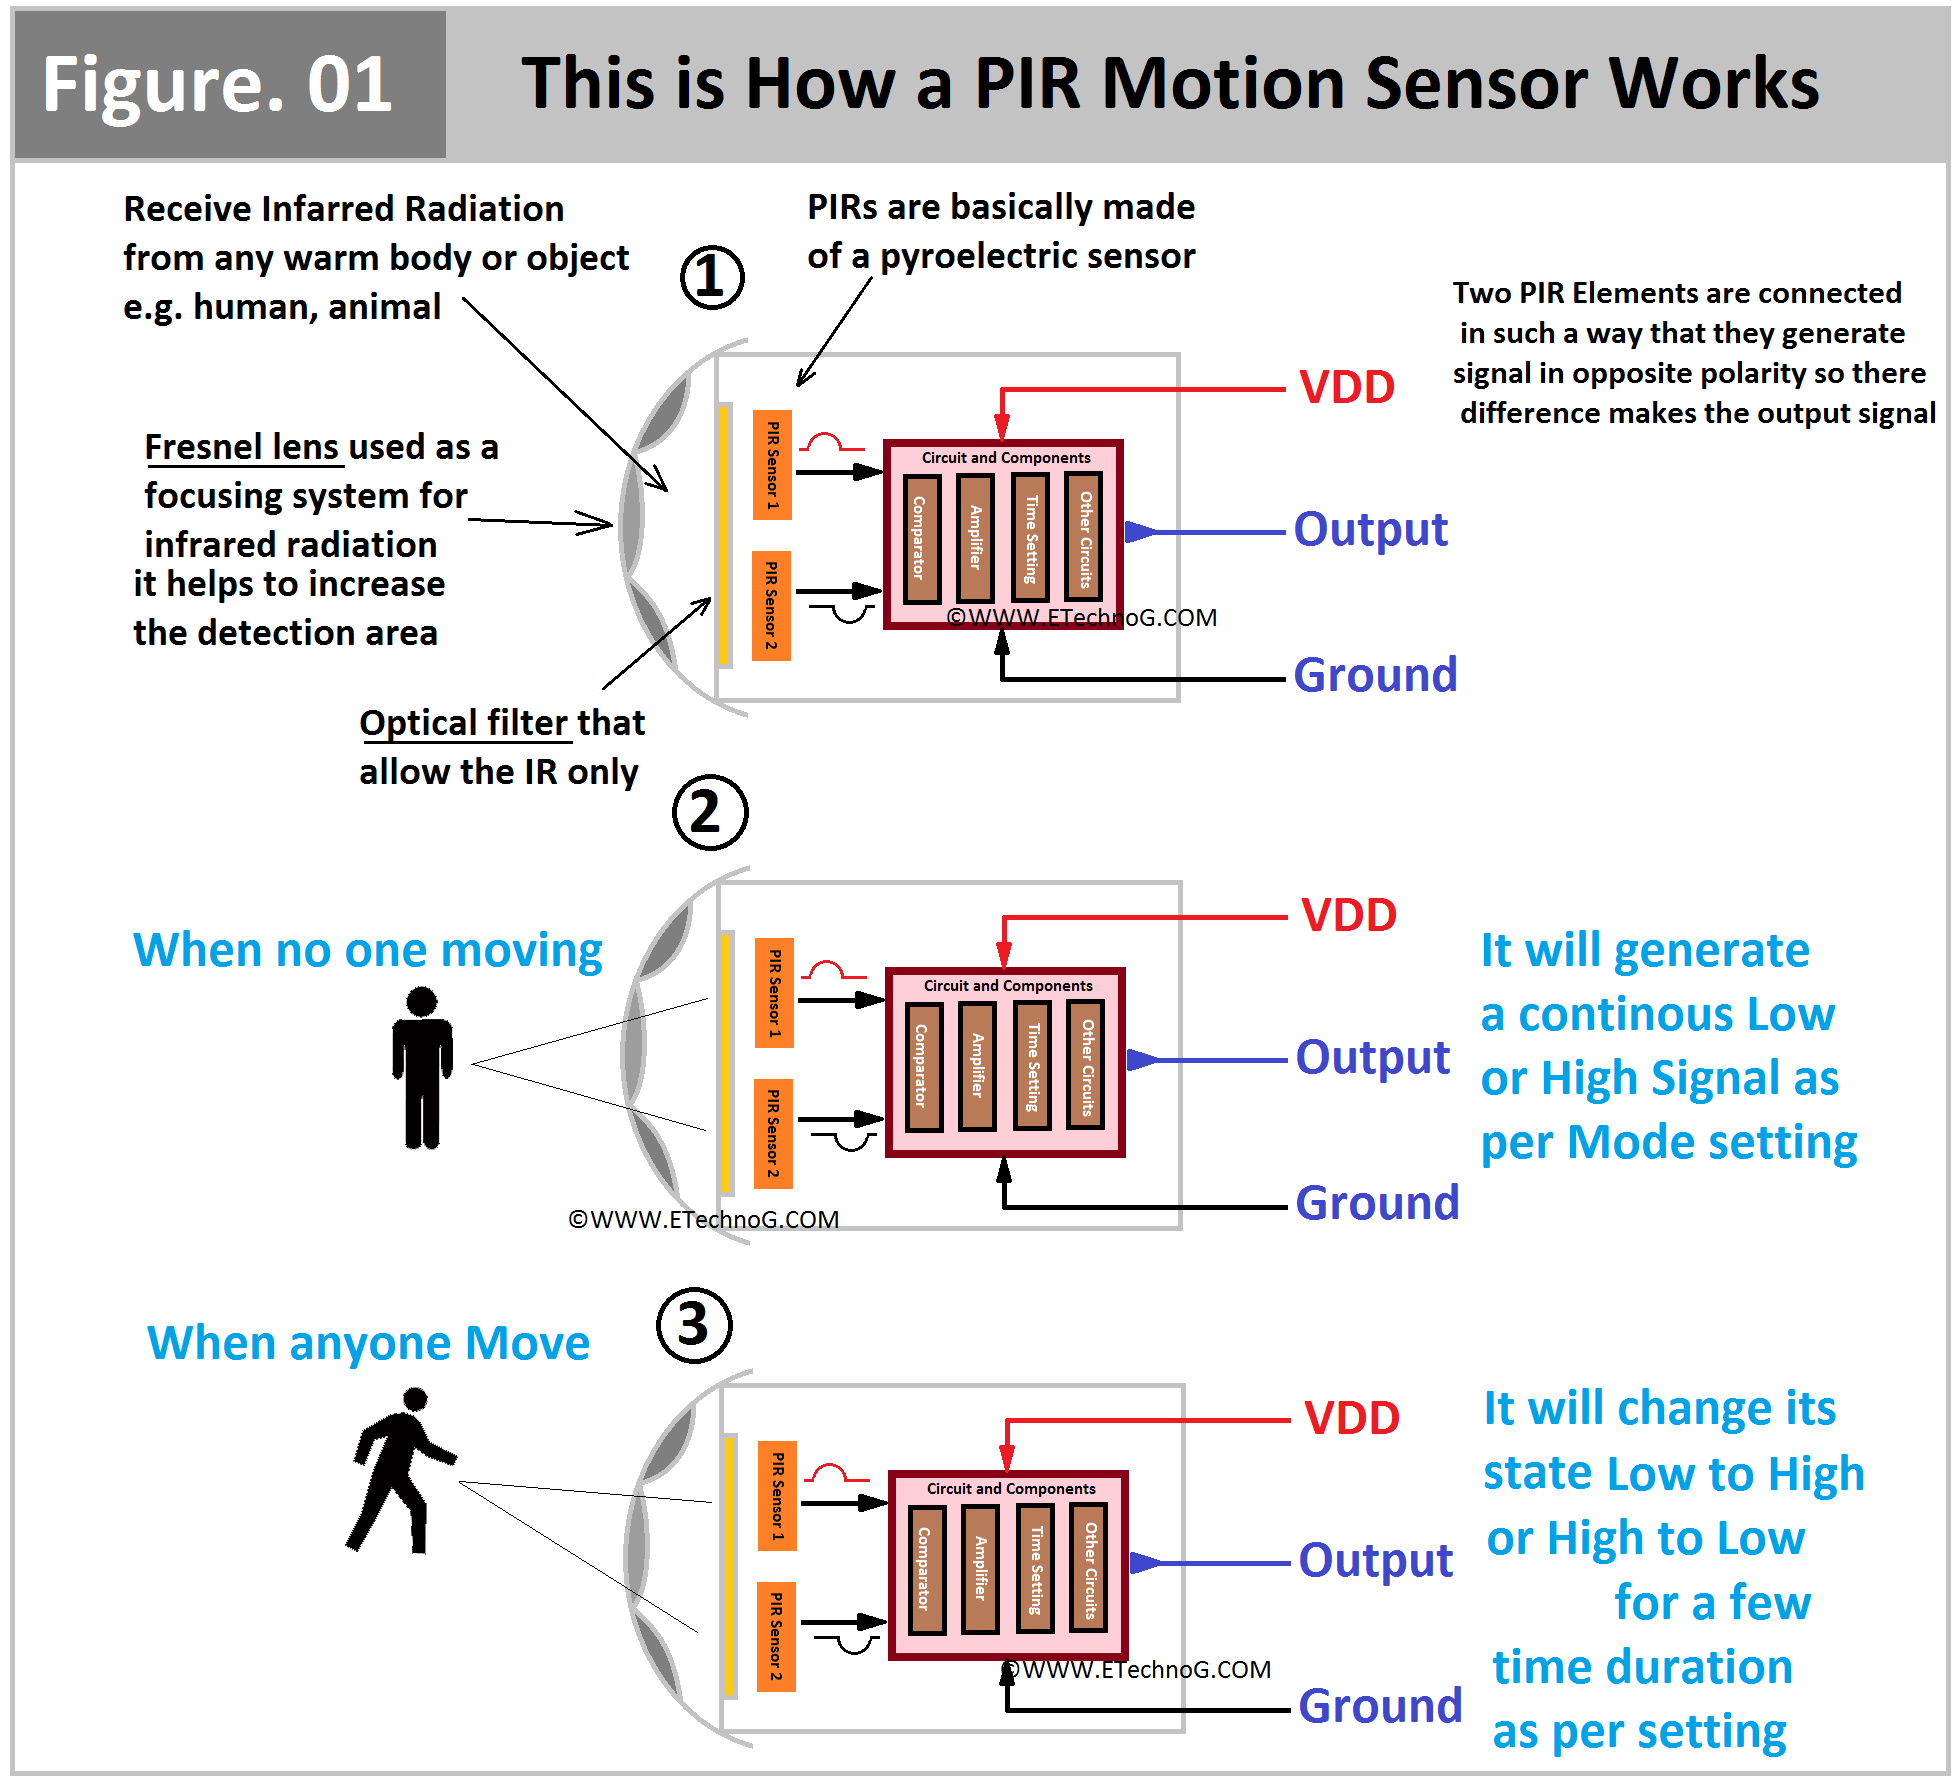 Figure. 01
This is How a PIR Motion Sensor Works
Receive Infarred Radiation
from any warm body or object
e.g. human, animal
1
PIRs are basically made
of a pyroelectric sensor
Two PIR Elements are connected
in such a way that they generate
signal in opposite polarity so there
difference makes the output signal
Fresnel lens used as a
focusing system for
infrared radiation
it helps to increase
the detection area
Optical filter that
allow the IR only
PIR Sensor 1
PIR Sensor 2
Circuit and Components
Comparator
Amplifier
Time Setting
Other Circuits
©WWW.ETechnoG.COM
VDD
Output
Ground
2
When no one moving
PIR Sensor 1
PIR Sensor 2
Circuit and Components
Comparator
Amplifier
Time Setting
Other Circuits
©WWW.ETechnoG.COM
VDD
Output
Ground
It will generate
a continous Low
or High Signal as
per Mode setting
3
When anyone Move
PIR Sensor 1
PIR Sensor 2
Circuit and Components
Comparator
Amplifier
Time Setting
Other Circuits
©WWW.ETechnoG.COM
VDD
Output
Ground
It will change its
state Low to High
or High to Low
for a few
time duration
as per setting